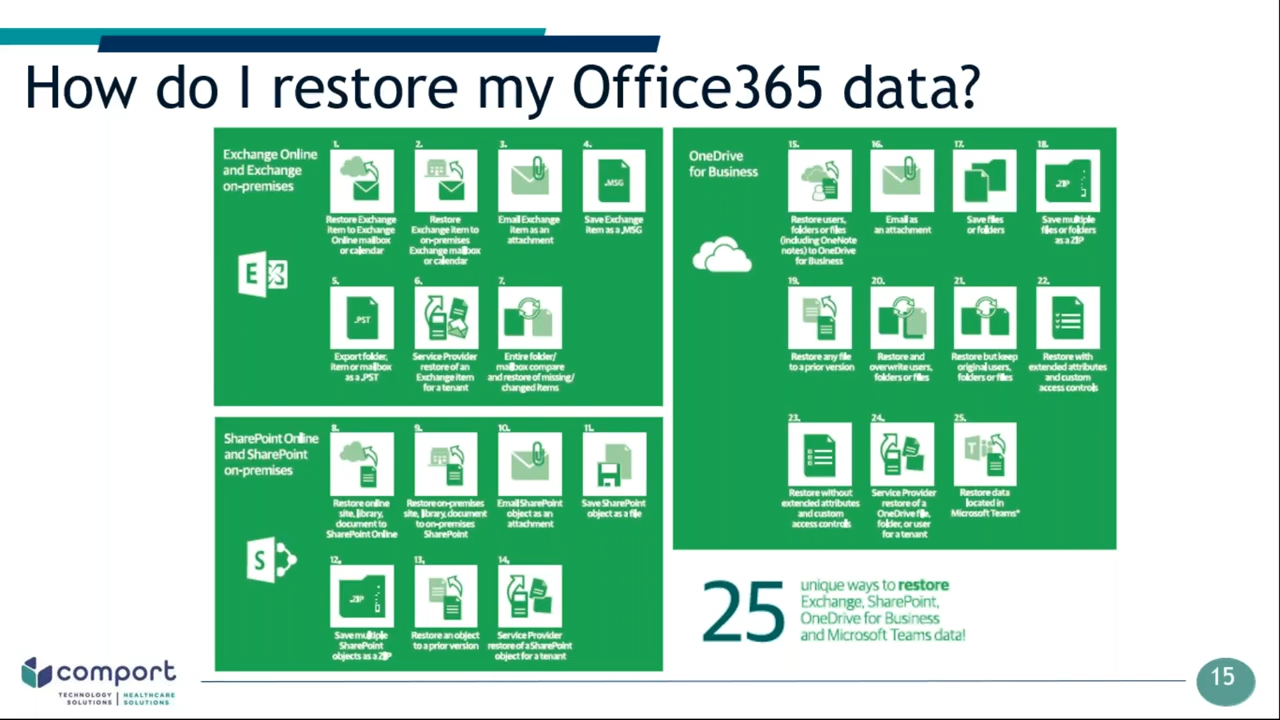 How do I restore my Office365 data?
Exchange Online
and Exchange
on-premises
E
1.
Restore Exchange
item to Exchange
Online mailbox
or calendar
2.
Restore
Exchange item to
on-premises
Exchange mailbox
or calendar
3.
Email Exchange
item as an
attachment
4.
.MSG
Save Exchange
item as a .MSG
5.
.PST
Export folder,
item or mailbox
as a .PST
6.
Service Provider
restore of an
Exchange item
for a tenant
7.
Entire folder/
mailbox compare
and restore of missing/
changed items
SharePoint Online
and SharePoint
on-premises
S
8.
Restore online
site, library,
document to
SharePoint Online
9.
Restore on-premises
site, library, document
to on-premises
SharePoint
10.
Email SharePoint
object as an
attachment
11.
Save SharePoint
object as a file
12.
.ZIP
Save multiple
SharePoint
objects as a ZIP
13.
Restore an object
to a prior version
14.
Service Provider
restore of a SharePoint
object for a tenant
OneDrive
for Business
15.
Restore users,
folders or files
(including OneNote
notes) to OneDrive
for Business
16.
Email as
an attachment
17.
Save files
or folders
18.
.ZIP
Save multiple
files or folders
as a ZIP
19.
Restore any file
to a prior version
20.
Restore and
overwrite users,
folders or files
21.
Restore but keep
original users,
folders or files
22.
Restore with
extended attributes
and custom
access controls
23.
Restore without
extended attributes
and custom
access controls
24.
Service Provider
restore of a
OneDrive file,
folder, or user
for a tenant
25.
T
Restore data
located in
Microsoft Teams*
25
unique ways to restore
Exchange, SharePoint,
OneDrive for Business
and Microsoft Teams data!
comport
TECHNOLOGY SOLUTIONS | HEALTHCARE SOLUTIONS
15